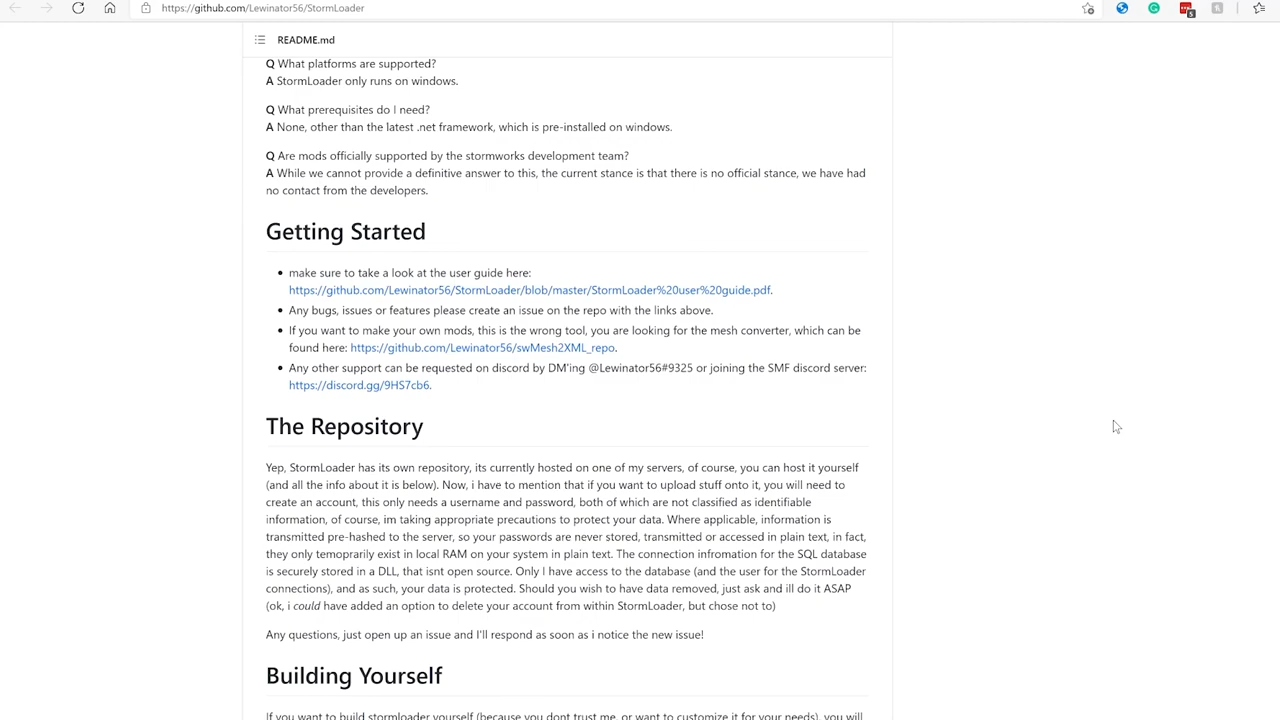 https://github.com/Lewinator56/StormLoader
5
README.md
Q What platforms are supported?
A StormLoader only runs on windows.
Q What prerequisites do I need?
A None, other than the latest .net framework, which is pre-installed on windows.
Q Are mods officially supported by the stormworks development team?
A While we cannot provide a definitive answer to this, the current stance is that there is no official stance, we have had
no contact from the developers.
Getting Started
• make sure to take a look at the user guide here:
https://github.com/Lewinator56/StormLoader/blob/master/StormLoader%20user%20guide.pdf.
• Any bugs, issues or features please create an issue on the repo with the links above.
• If you want to make your own mods, this is the wrong tool, you are looking for the mesh converter, which can be
found here: https://github.com/Lewinator56/swMesh2XML_repo.
• Any other support can be requested on discord by DM'ing @Lewinator56#9325 or joining the SMF discord server:
https://discord.gg/9HS7cb6.
The Repository
Yep, StormLoader has its own repository, its currently hosted on one of my servers, of course, you can host it yourself
(and all the info about it is below). Now, i have to mention that if you want to upload stuff onto it, you will need to
create an account, this only needs a username and password, both of which are not classified as identifiable
information, of course, im taking appropriate precautions to protect your data. Where applicable, information is
transmitted pre-hashed to the server, so your passwords are never stored, transmitted or accessed in plain text, in fact,
they only temoprarily exist in local RAM on your system in plain text. The connection infromation for the SQL database
is securely stored in a DLL, that isnt open source. Only I have access to the database (and the user for the StormLoader
connections), and as such, your data is protected. Should you wish to have data removed, just ask and ill do it ASAP
(ok, i could have added an option to delete your account from within StormLoader, but chose not to)
Any questions, just open up an issue and I'll respond as soon as i notice the new issue!
Building Yourself
If you want to build stormloader yourself (because you dont trust me, or want to customize it for your needs), you will